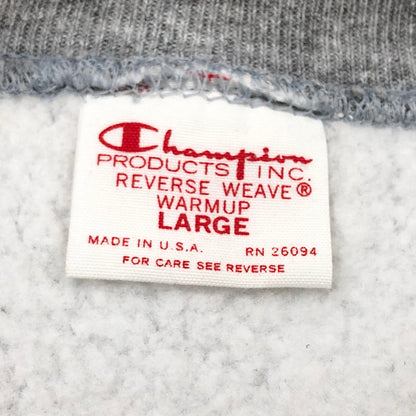 Champion
PRODUCTS INC.
REVERSE WEAVE®
WARMUP
LARGE
MADE IN U.S.A. RN 26094
FOR CARE SEE REVERSE